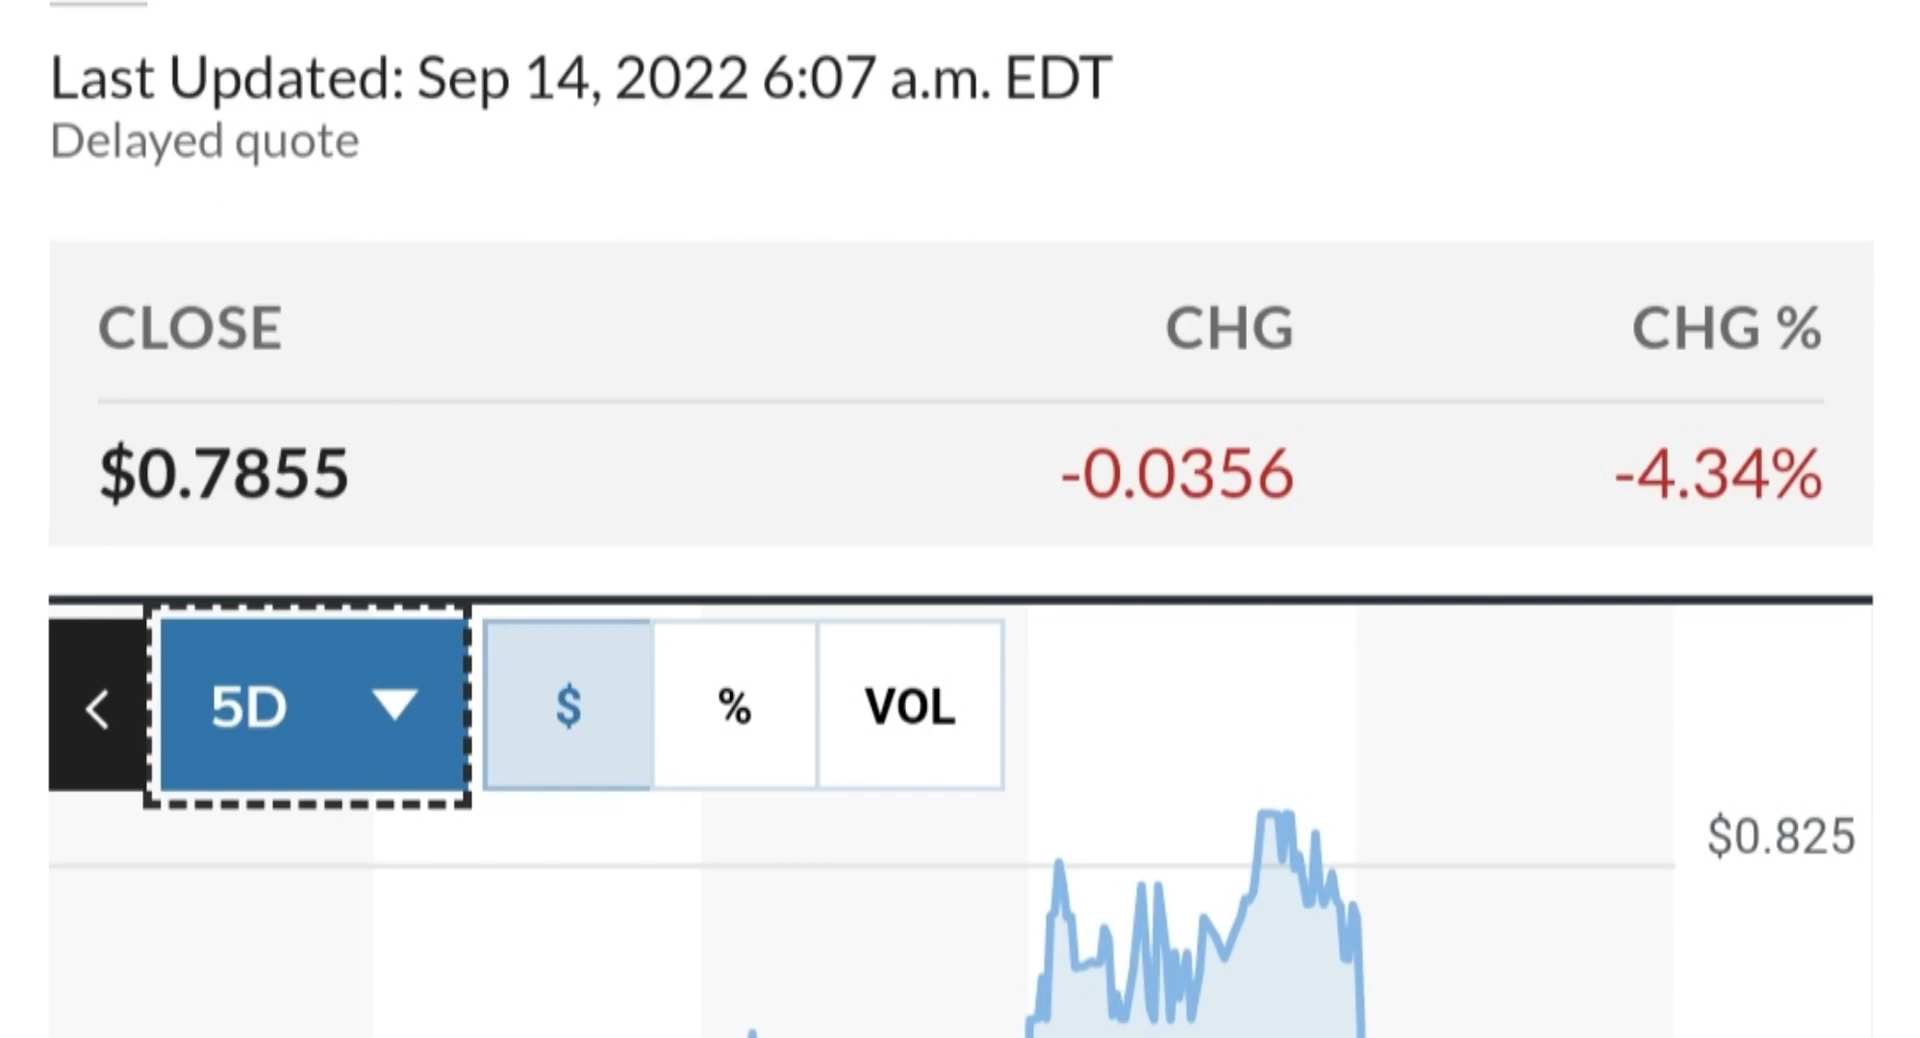 Last Updated: Sep 14, 2022 6:07 a.m. EDT
Delayed quote
CLOSE CHG CHG %
$0.7855 -0.0356 -4.34%
< 5D $ % VOL
$0.825